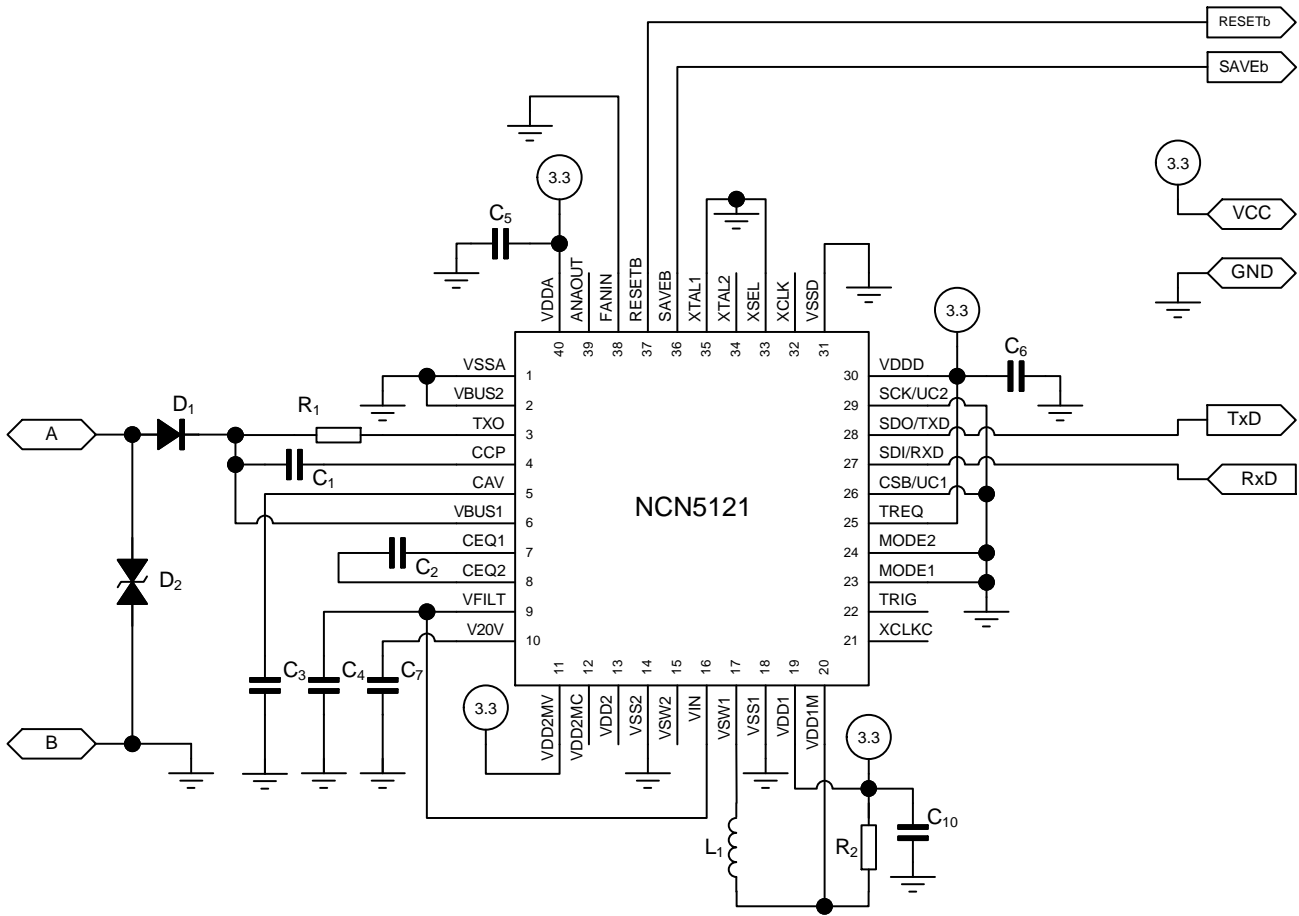 RESETb
SAVEb
3.3
VCC
GND
3.3
C5
VDDA
ANAOUT
FANIN
RESETB
SAVEB
XTAL1
XTAL2
XSEL
XCLK
VSSD
40
39
38
37
36
35
34
33
32
31
3.3
C6
VSSA
1
VBUS2
2
TXO
3
CCP
4
CAV
5
VBUS1
6
CEQ1
7
CEQ2
8
VFILT
9
V20V
10
NCN5121
30
VDDD
29
SCK/UC2
28
SDO/TXD
27
SDI/RXD
26
CSB/UC1
25
TREQ
24
MODE2
23
MODE1
22
TRIG
21
XCLKC
TxD
RxD
A
D1
R1
C1
C2
D2
C3
C4
C7
B
11
12
13
14
15
16
17
18
19
20
VDD2MV
VDD2MC
VDD2
VSS2
VSW2
VIN
VSW1
VSS1
VDD1
VDD1M
3.3
3.3
L1
R2
C10